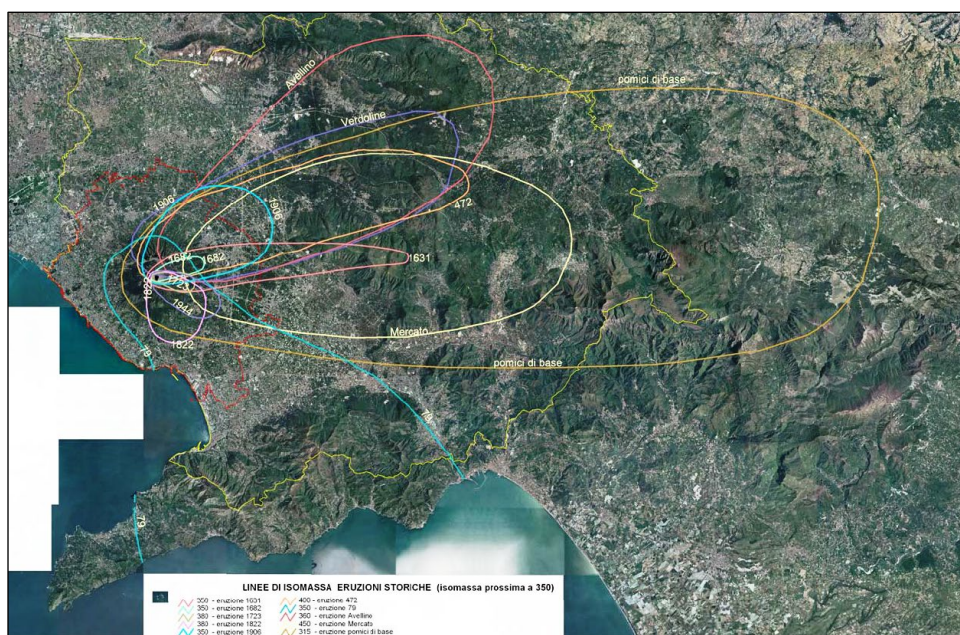 Avellino
pomici di base
Verdoline
1906
1906
472
1682
1682
1631
1822
1944
Mercato
1822
79
pomici di base
79
79
LINEE DI ISOMASSA ERUZIONI STORICHE (isomassa prossima a 350)
350 - eruzione 1631
350 - eruzione 1682
380 - eruzione 1723
380 - eruzione 1822
350 - eruzione 1906
400 - eruzione 472
350 - eruzione 79
360 - eruzione Avellino
450 eruzione Mercato
315 - eruzione pomici di base